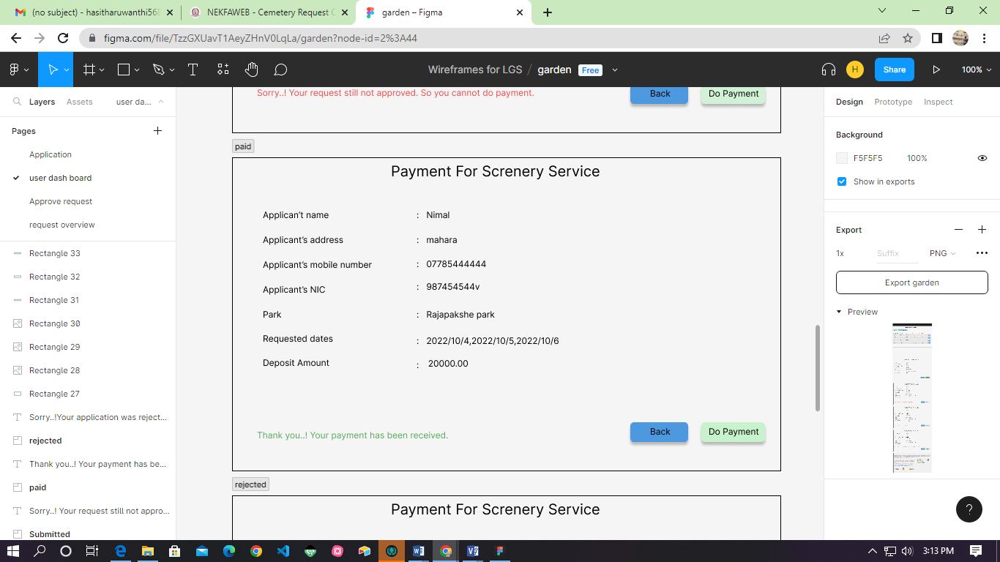 (no subject) - hasitharuwanthi568
NEKFAWEB - Cemetery Request C
garden – Figma
figma.com/file/TzzGXUavT1AeyZHnV0LqLa/garden?node-id=2%3A44
Wireframes for LGS / garden Free
H
Share
100%
Layers
Assets
user da...
Pages
Application
user dash board
Approve request
request overview
Rectangle 33
Rectangle 32
Rectangle 31
Rectangle 30
Rectangle 29
Rectangle 28
Rectangle 27
Sorry..!Your application was reject...
rejected
Thank you..! Your payment has be...
paid
Sorry..! Your request still not appro...
Submitted
Sorry..! Your request still not approved. So you cannot do payment.
Back
Do Payment
paid
Payment For Screnery Service
Applican’t name : Nimal
Applicant’s address : mahara
Applicant’s mobile number : 07785444444
Applicant’s NIC : 987454544v
Park : Rajapakshe park
Requested dates : 2022/10/4,2022/10/5,2022/10/6
Deposit Amount : 20000.00
Thank you..! Your payment has been received.
Back
Do Payment
rejected
Payment For Screnery Service
Design
Prototype
Inspect
Background
F5F5F5 100%
Show in exports
Export
1x Suffix PNG
Export garden
Preview
?
3:13 PM